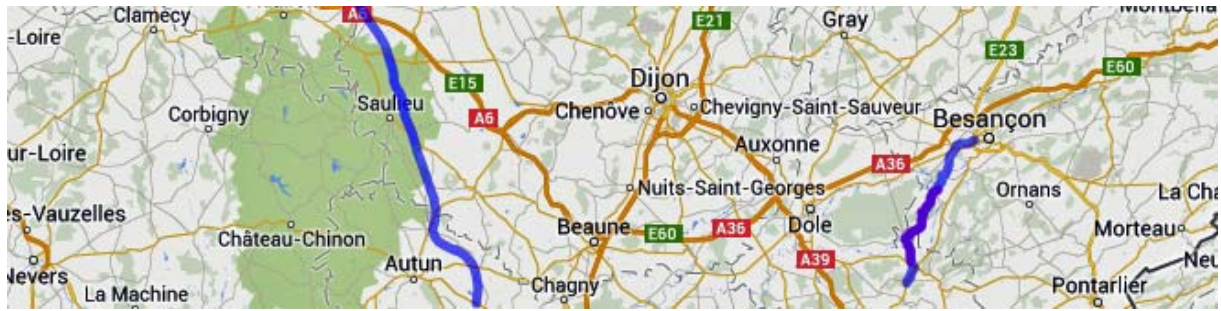 Clamecy
A6
E21
Gray
Montbél
-Loire
E23
E60
Dijon
E15
Saulieu
Chenôve
Chevigny-Saint-Sauveur
Corbigny
A6
Besançon
ur-Loire
Auxonne
A36
Nuits-Saint-Georges
Ornans
La Cha
es-Vauzelles
Beaune
E60
A36
Dole
Morteau
Château-Chinon
Autun
A39
Neu
Nevers
La Machine
Chagny
Pontarlier